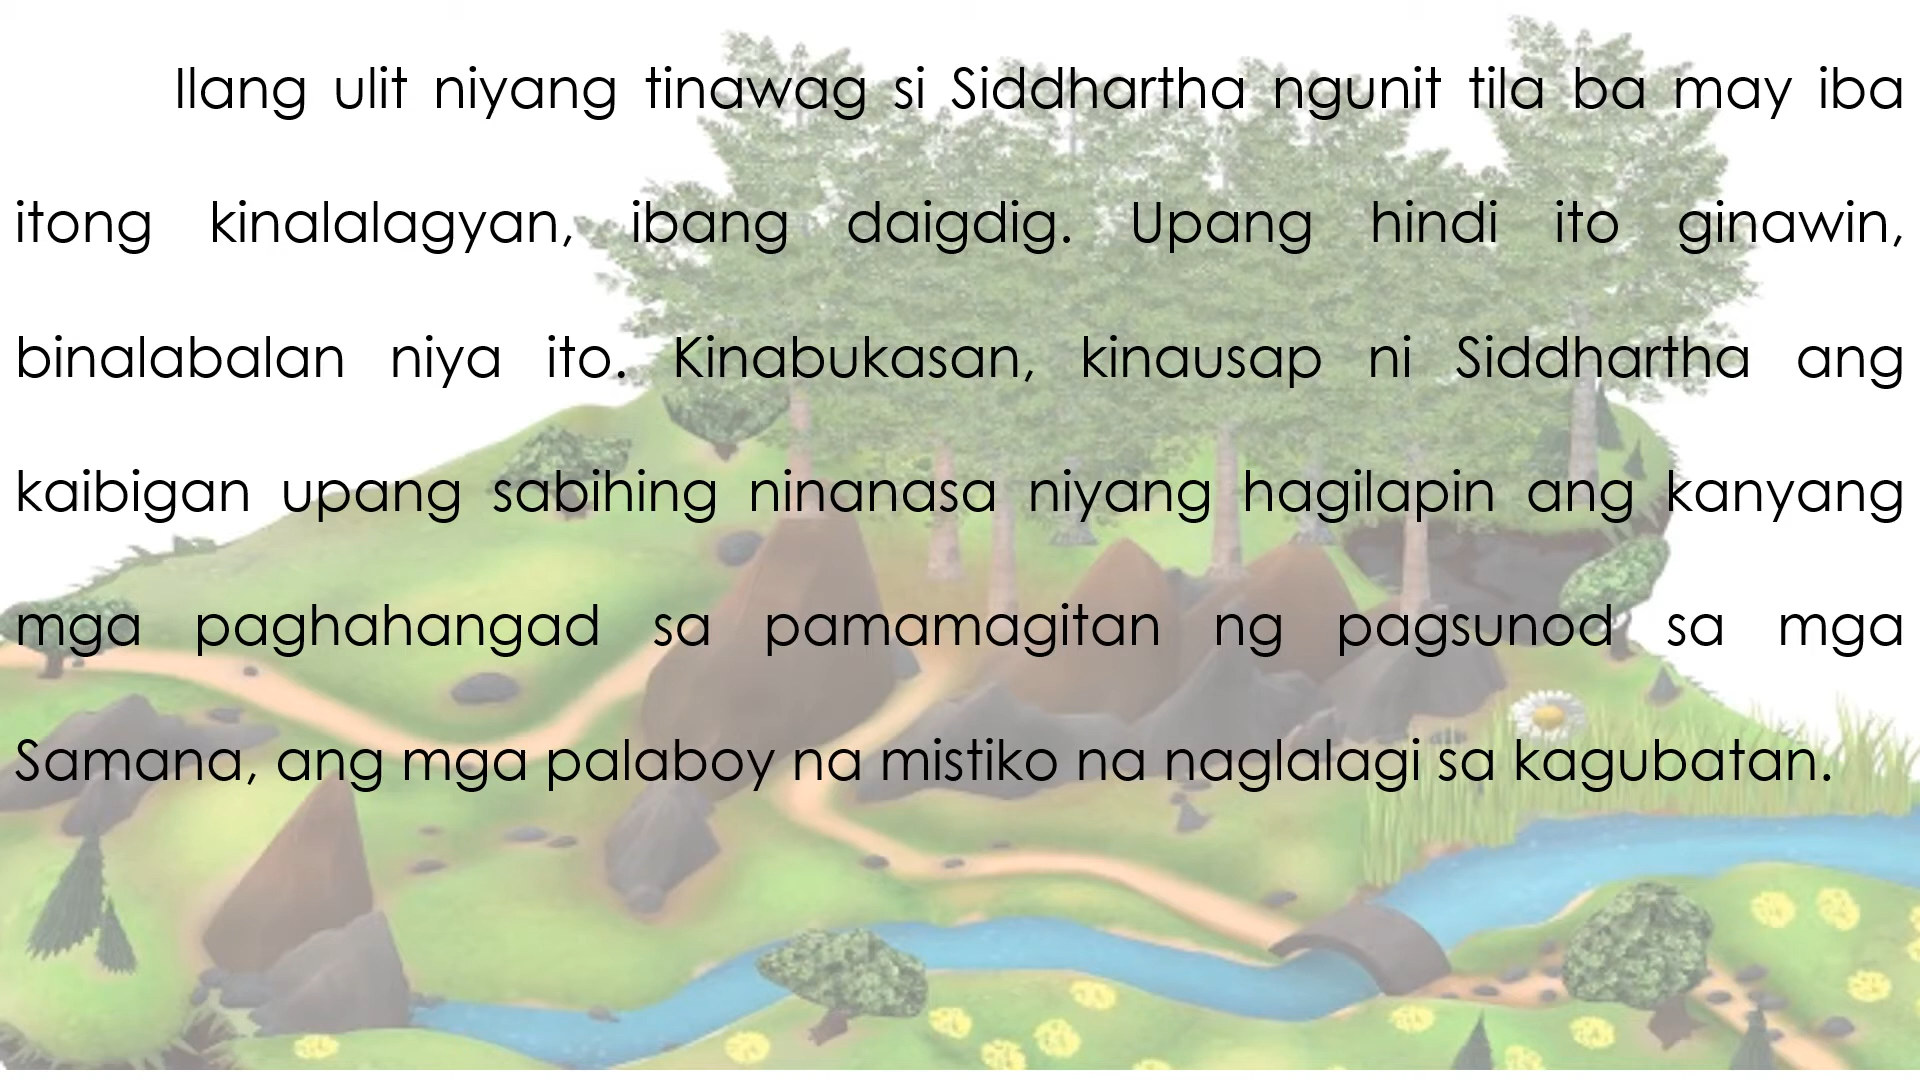 Ilang ulit niyang tinawag si Siddhartha ngunit tila ba may iba
itong kinalalagyan, ibang daigdig. Upang hindi ito ginawin,
binalabalan niya ito. Kinabukasan, kinausap ni Siddhartha ang
kaibigan upang sabihing ninanasa niyang hagilapin ang kanyang
mga paghahangad sa pamamagitan ng pagsunod sa mga
Samana, ang mga palaboy na mistiko na naglalagi sa kagubatan.